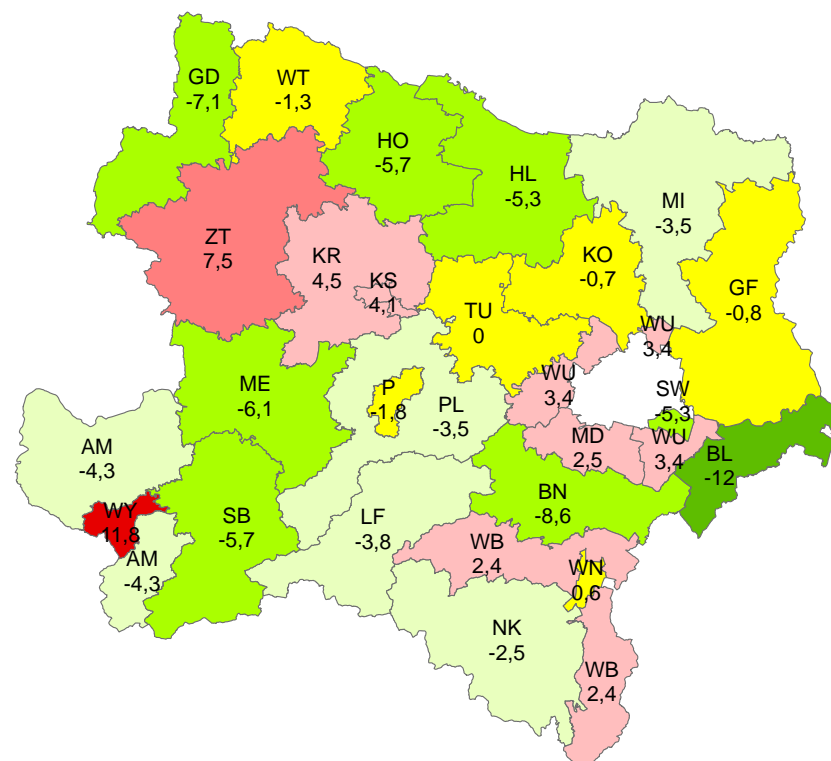 GD
-7,1
WT
-1,3
HO
-5,7
HL
-5,3
MI
-3,5
ZT
7,5
KR
4,5
KS
4,1
KO
-0,7
GF
-0,8
TU
0
WU
3,4
ME
-6,1
P
-1,8
PL
-3,5
WU
3,4
SW
-5,3
MD
2,5
WU
3,4
BL
-12
AM
-4,3
WY
11,8
SB
-5,7
LF
-3,8
BN
-8,6
AM
-4,3
WB
2,4
WN
0,6
NK
-2,5
WB
2,4